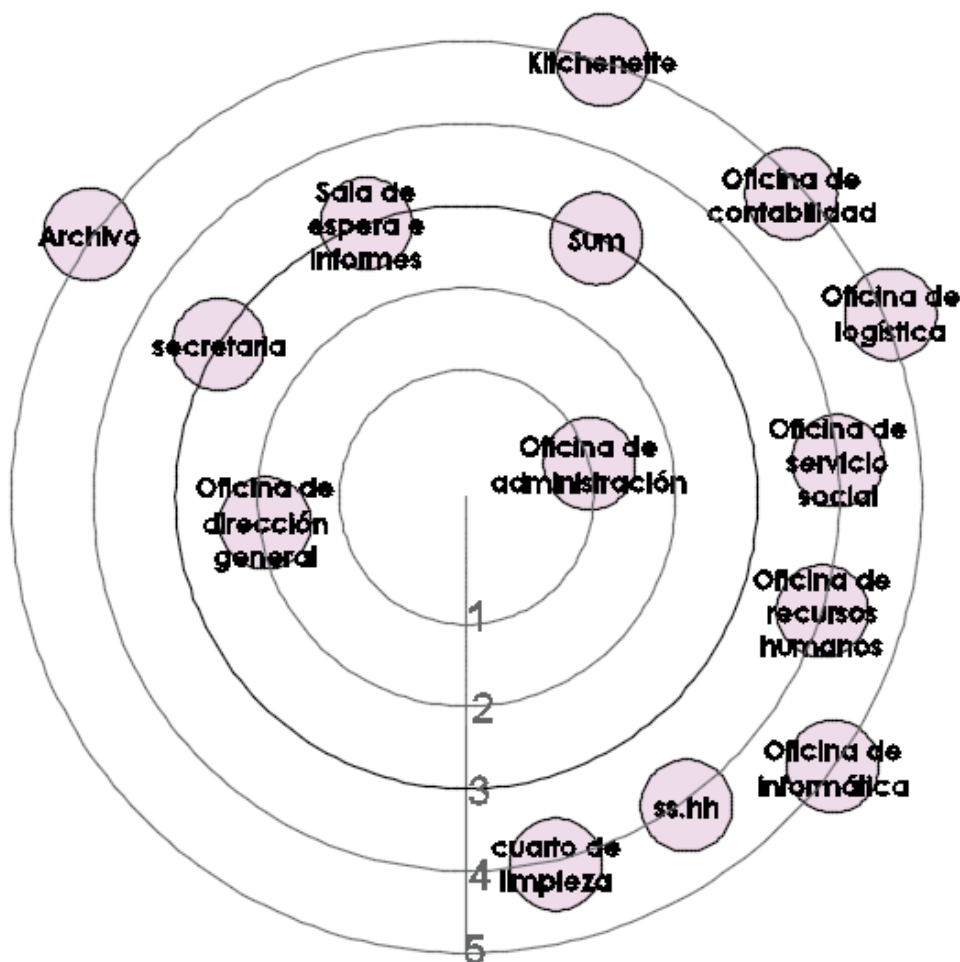 Kitchenette
Oficina de
contabilidad
Sala de
espera e
informes
Sum
Archivo
Oficina de
logística
secretaria
Oficina de
servicio
social
Oficina de
administración
Oficina de
dirección
general
Oficina de
recursos
humanos
1
2
Oficina de
informática
3
ss.hh
cuarto de
limpieza
4
5